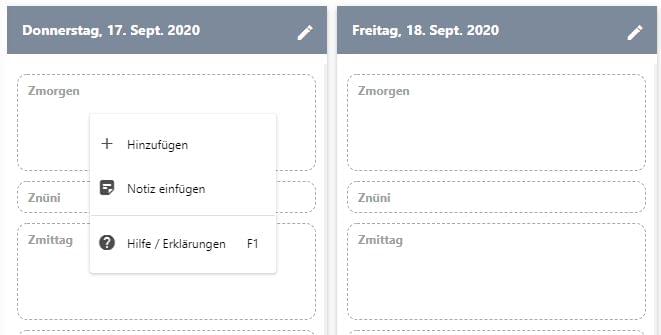 Donnerstag, 17. Sept. 2020
Zmorgen
Hinzufügen
Notiz einfügen
Hilfe / Erklärungen F1
Znüni
Zmittag
Freitag, 18. Sept. 2020
Zmorgen
Znüni
Zmittag